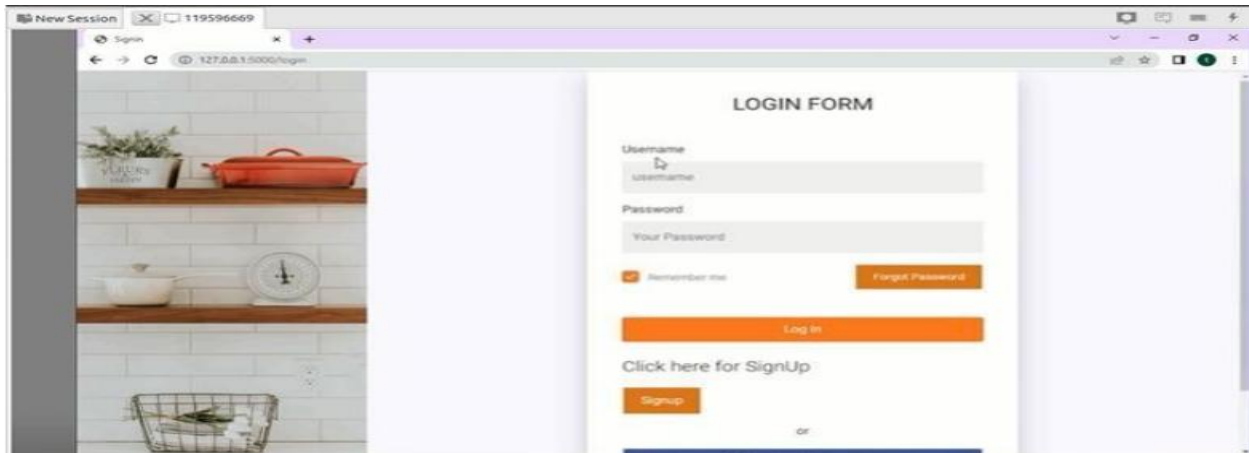 New Session
119596669
Signin
127.0.0.1:5000/login
LOGIN FORM
Username
username
Password
Your Password
Remember me
Forgot Password
Log In
Click here for SignUp
Signup
or
FLEURS